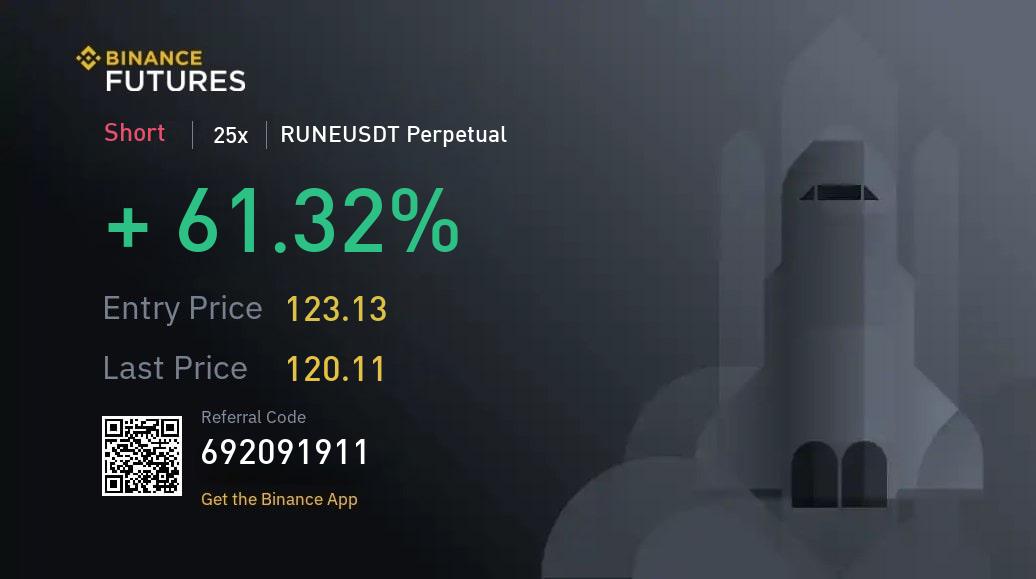 BINANCE
FUTURES
Short | 25x | RUNEUSDT Perpetual
+ 61.32%
Entry Price 123.13
Last Price 120.11
Referral Code
692091911
Get the Binance App